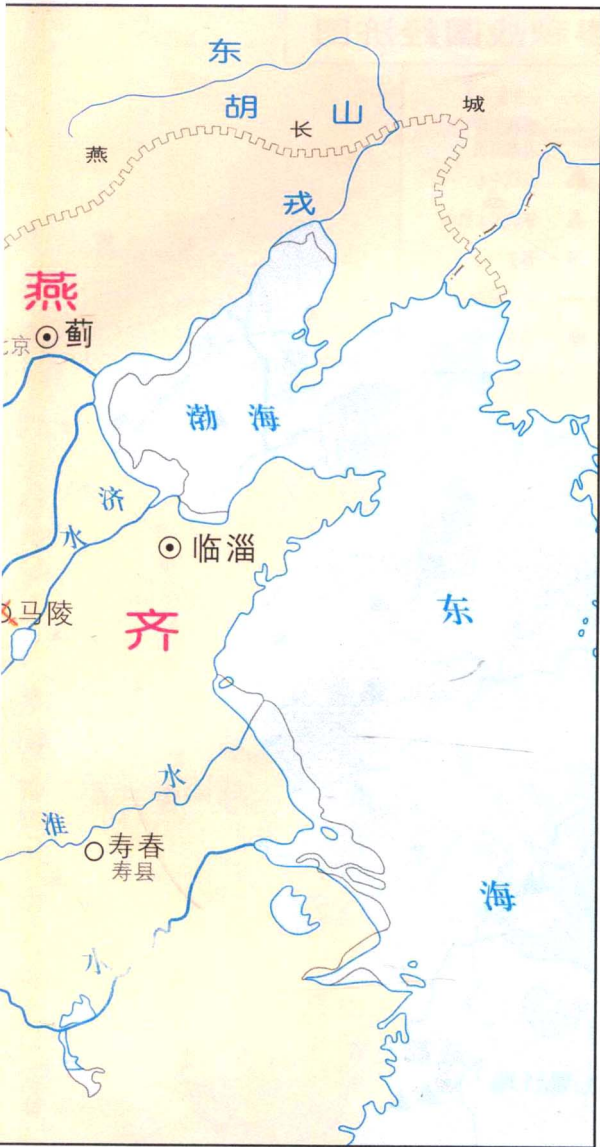 东
胡
山
戎
燕
长
城
燕
蓟
京
渤海
济
水
临淄
马陵
齐
东
海
水
淮
寿春
寿县
水